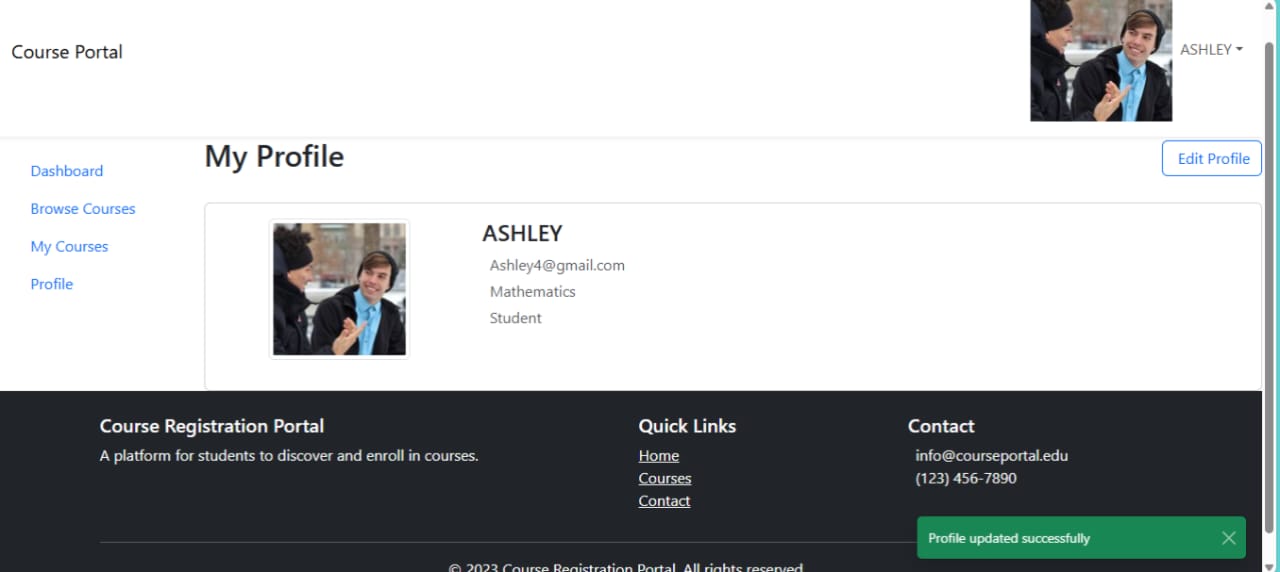 Course Portal
ASHLEY
Dashboard
Browse Courses
My Courses
Profile
My Profile
Edit Profile
ASHLEY
Ashley4@gmail.com
Mathematics
Student
Course Registration Portal
A platform for students to discover and enroll in courses.
Quick Links
Home
Courses
Contact
Contact
info@courseportal.edu
(123) 456-7890
Profile updated successfully
© 2023 Course Registration Portal. All rights reserved.